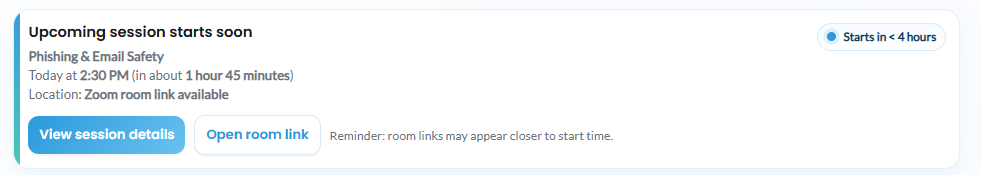 Upcoming session starts soon
Starts in < 4 hours
Phishing & Email Safety
Today at 2:30 PM (in about 1 hour 45 minutes)
Location: Zoom room link available
View session details
Open room link
Reminder: room links may appear closer to start time.